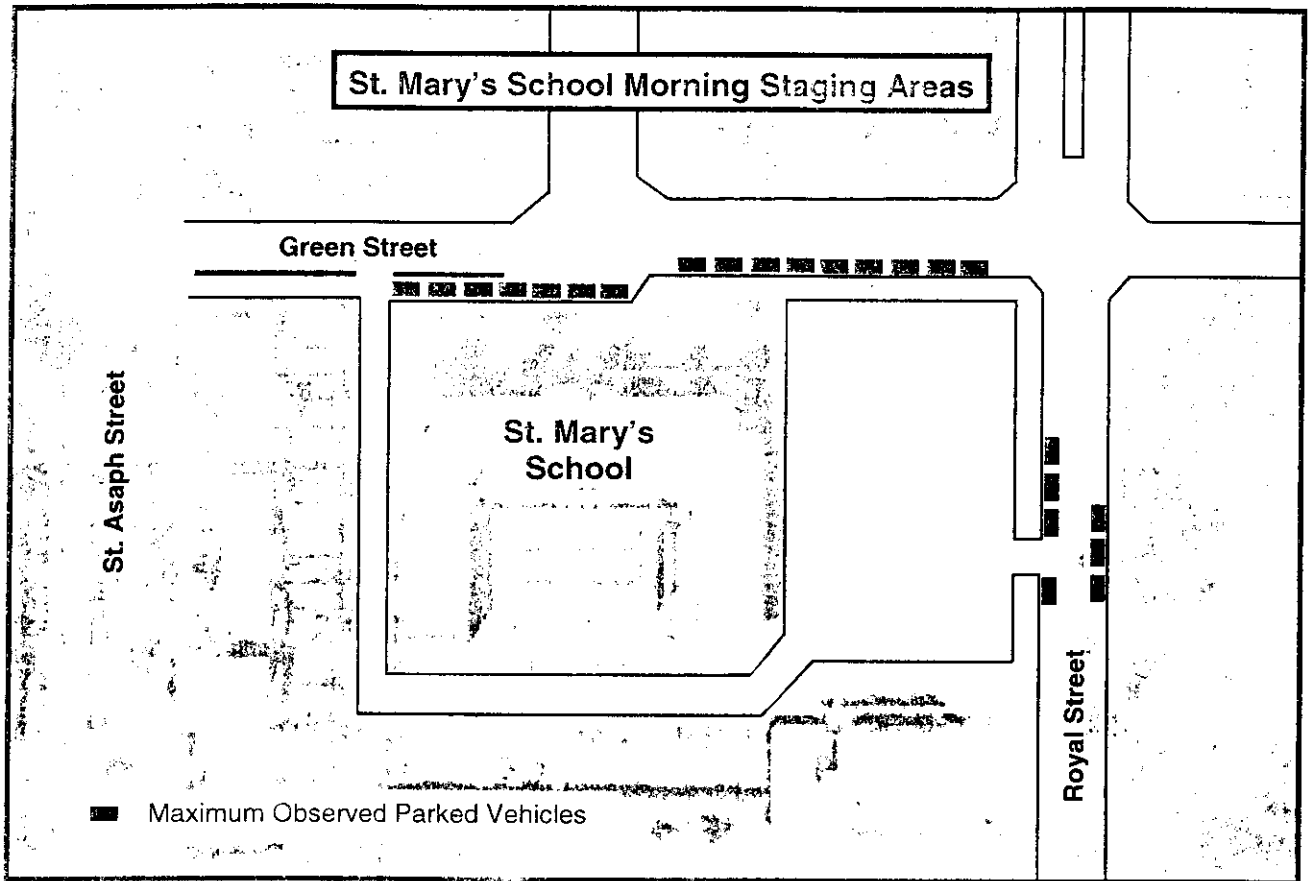 St. Mary's School Morning Staging Areas
Green Street
St. Asaph Street
St. Mary's
School
Royal Street
Maximum Observed Parked Vehicles